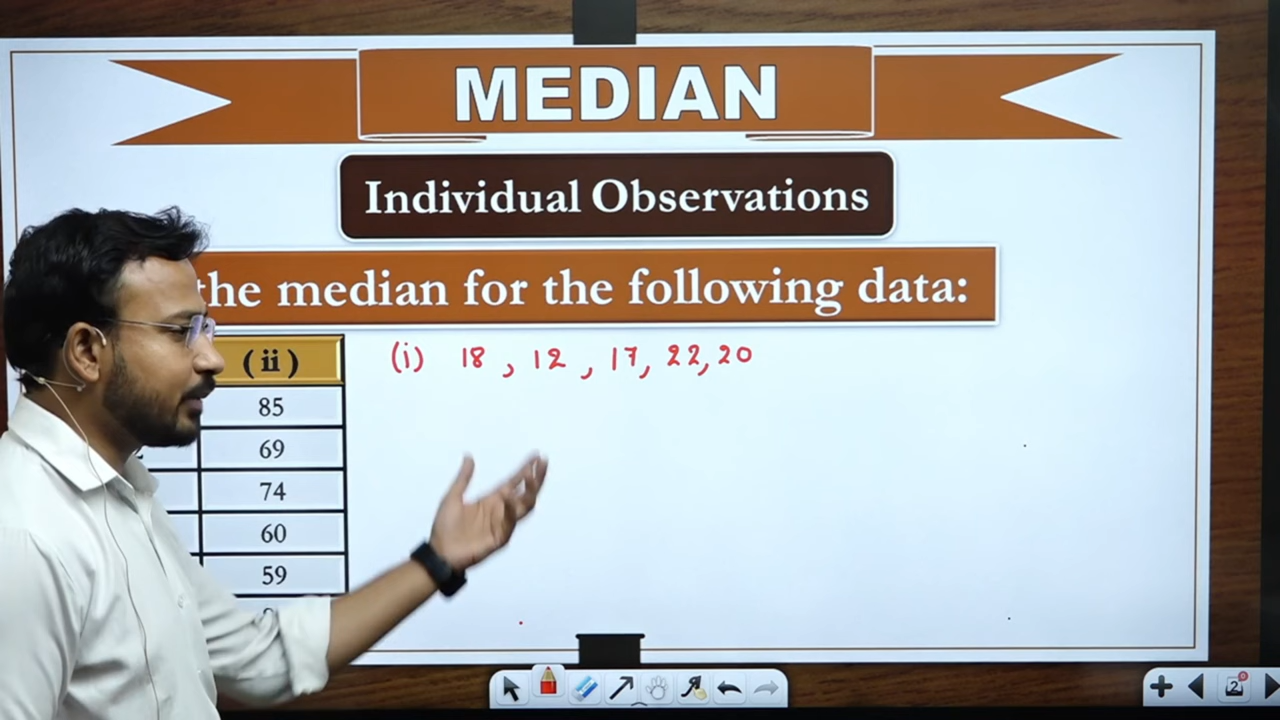 MEDIAN
Individual Observations
the median for the following data:
(ii)
85
69
74
60
59
(i) 18, 12, 17, 22, 20
2